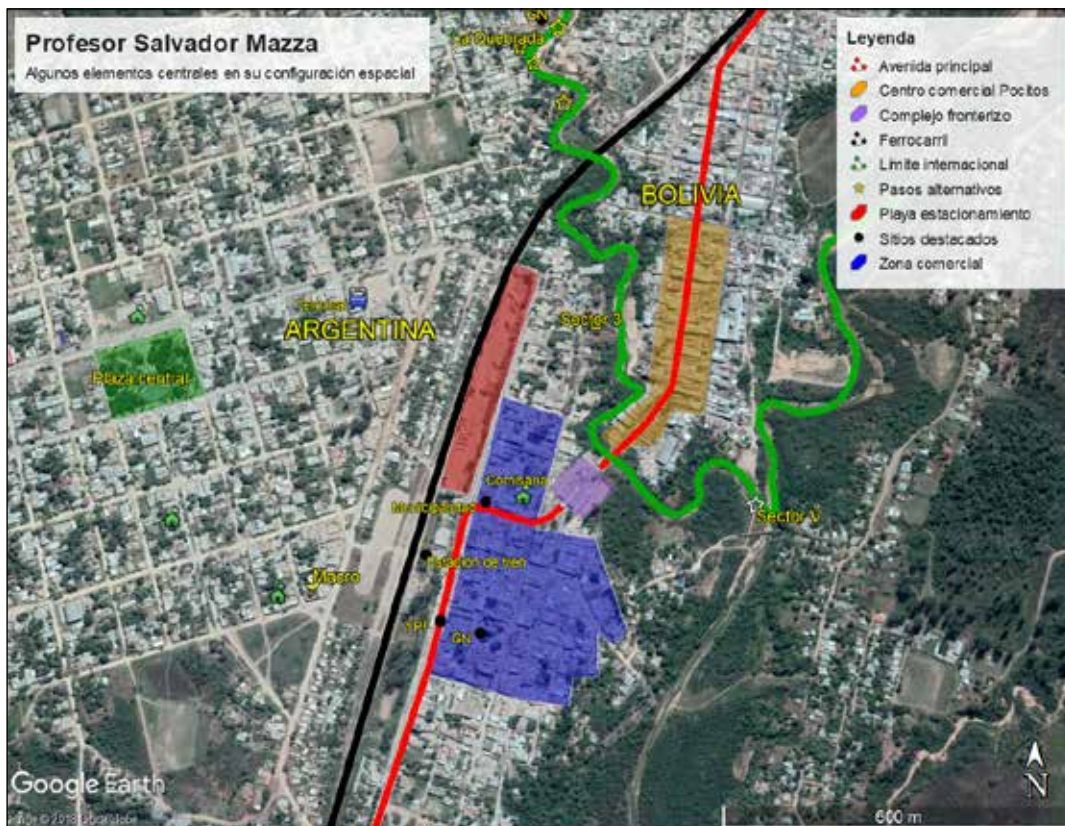 Profesor Salvador Mazza
Algunos elementos centrales en su configuración espacial
GN
La Quebrada
Leyenda
Avenida principal
Centro comercial Pocitos
Complejo fronterizo
Ferrocarril
Límite internacional
Pasos alternativos
Playa estacionamiento
Sitios destacados
Zona comercial
BOLIVIA
Terminal
ARGENTINA
Sector 3
Plaza central
Comisaría
Municipalidad
Sector V
Estación de tren
Macro
YPF
GN
Google Earth
N
600 m